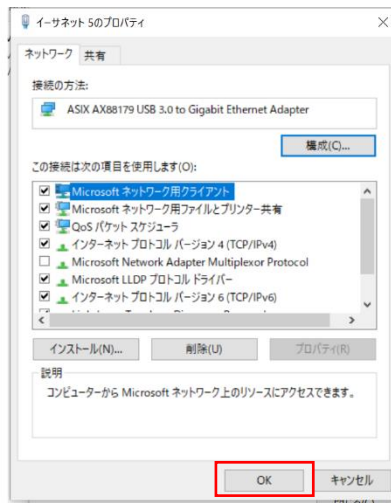 イーサネット 5のプロパティ
ネットワーク 共有
接続の方法:
ASIX AX88179 USB 3.0 to Gigabit Ethernet Adapter
構成(C)...
この接続は次の項目を使用します(O):
Microsoft ネットワーク用クライアント
Microsoft ネットワーク用ファイルとプリンター共有
QoS パケット スケジューラ
インターネット プロトコル バージョン 4 (TCP/IPv4)
Microsoft Network Adapter Multiplexor Protocol
Microsoft LLDP プロトコル ドライバー
インターネット プロトコル バージョン 6 (TCP/IPv6)
インストール(N)... 削除(U) プロパティ(R)
説明
コンピューターから Microsoft ネットワーク上のリソースにアクセスできます。
OK キャンセル